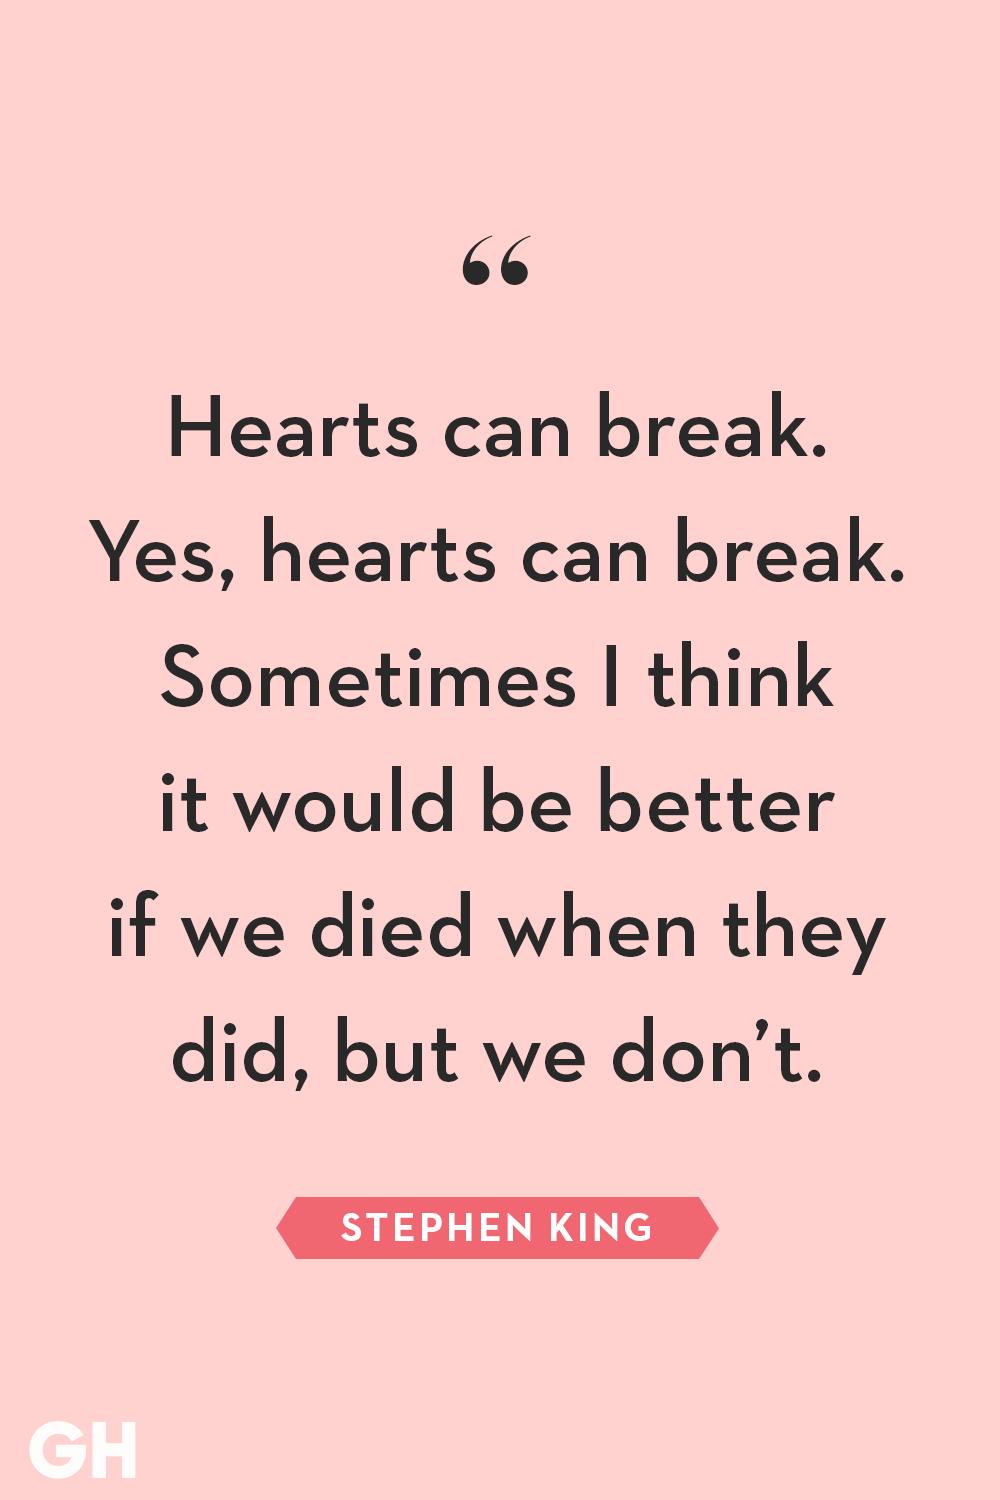 “
Hearts can break.
Yes, hearts can break.
Sometimes I think
it would be better
if we died when they
did, but we don’t.
STEPHEN KING
GH